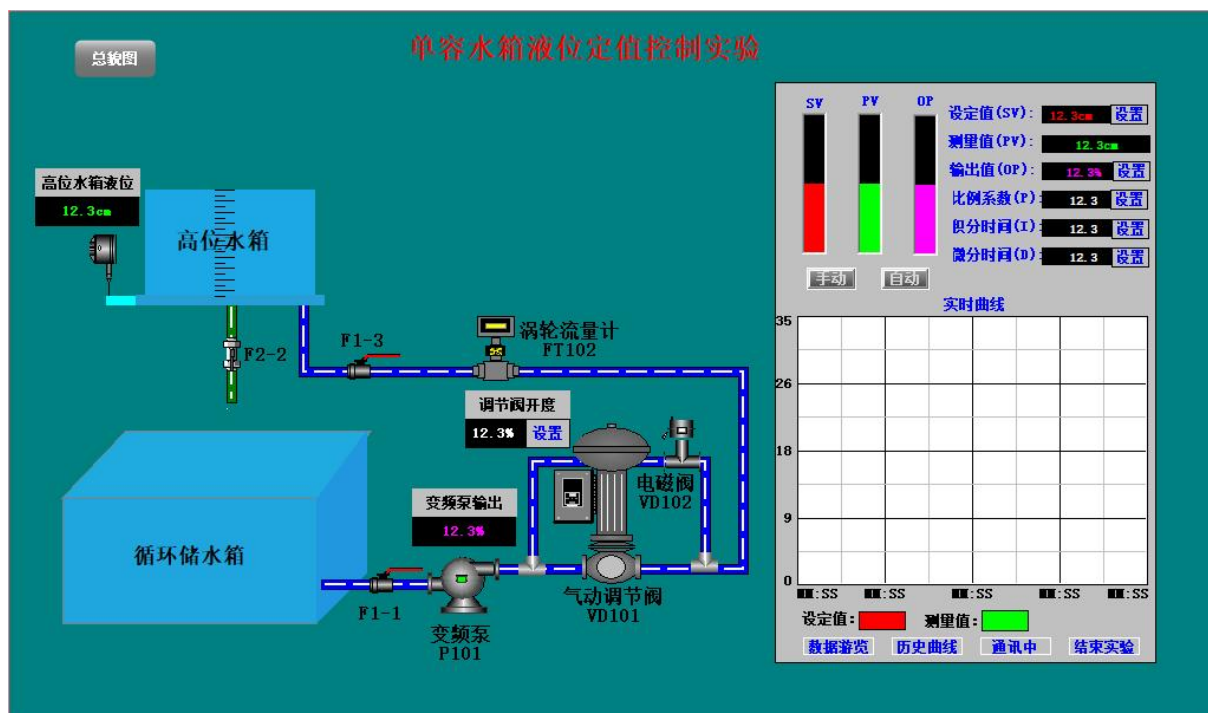 总貌图
单容水箱液位定值控制实验
高位水箱液位
12.3cm
高位水箱
F2-2
F1-3
涡轮流量计
FT102
调节阀开度
12.3% 设置
电磁阀
VD102
变频泵输出
12.3%
循环储水箱
F1-1
变频泵
P101
气动调节阀
VD101
SV PV OP
设定值(SV): 12.3cm 设置
测量值(PV): 12.3cm
输出值(OP): 12.3% 设置
比例系数(P): 12.3 设置
积分时间(I): 12.3 设置
微分时间(D): 12.3 设置
手动 自动
实时曲线
35
26
18
9
0
:SS :SS :SS :SS :SS
设定值: 测量值:
数据游览 历史曲线 通讯中 结束实验